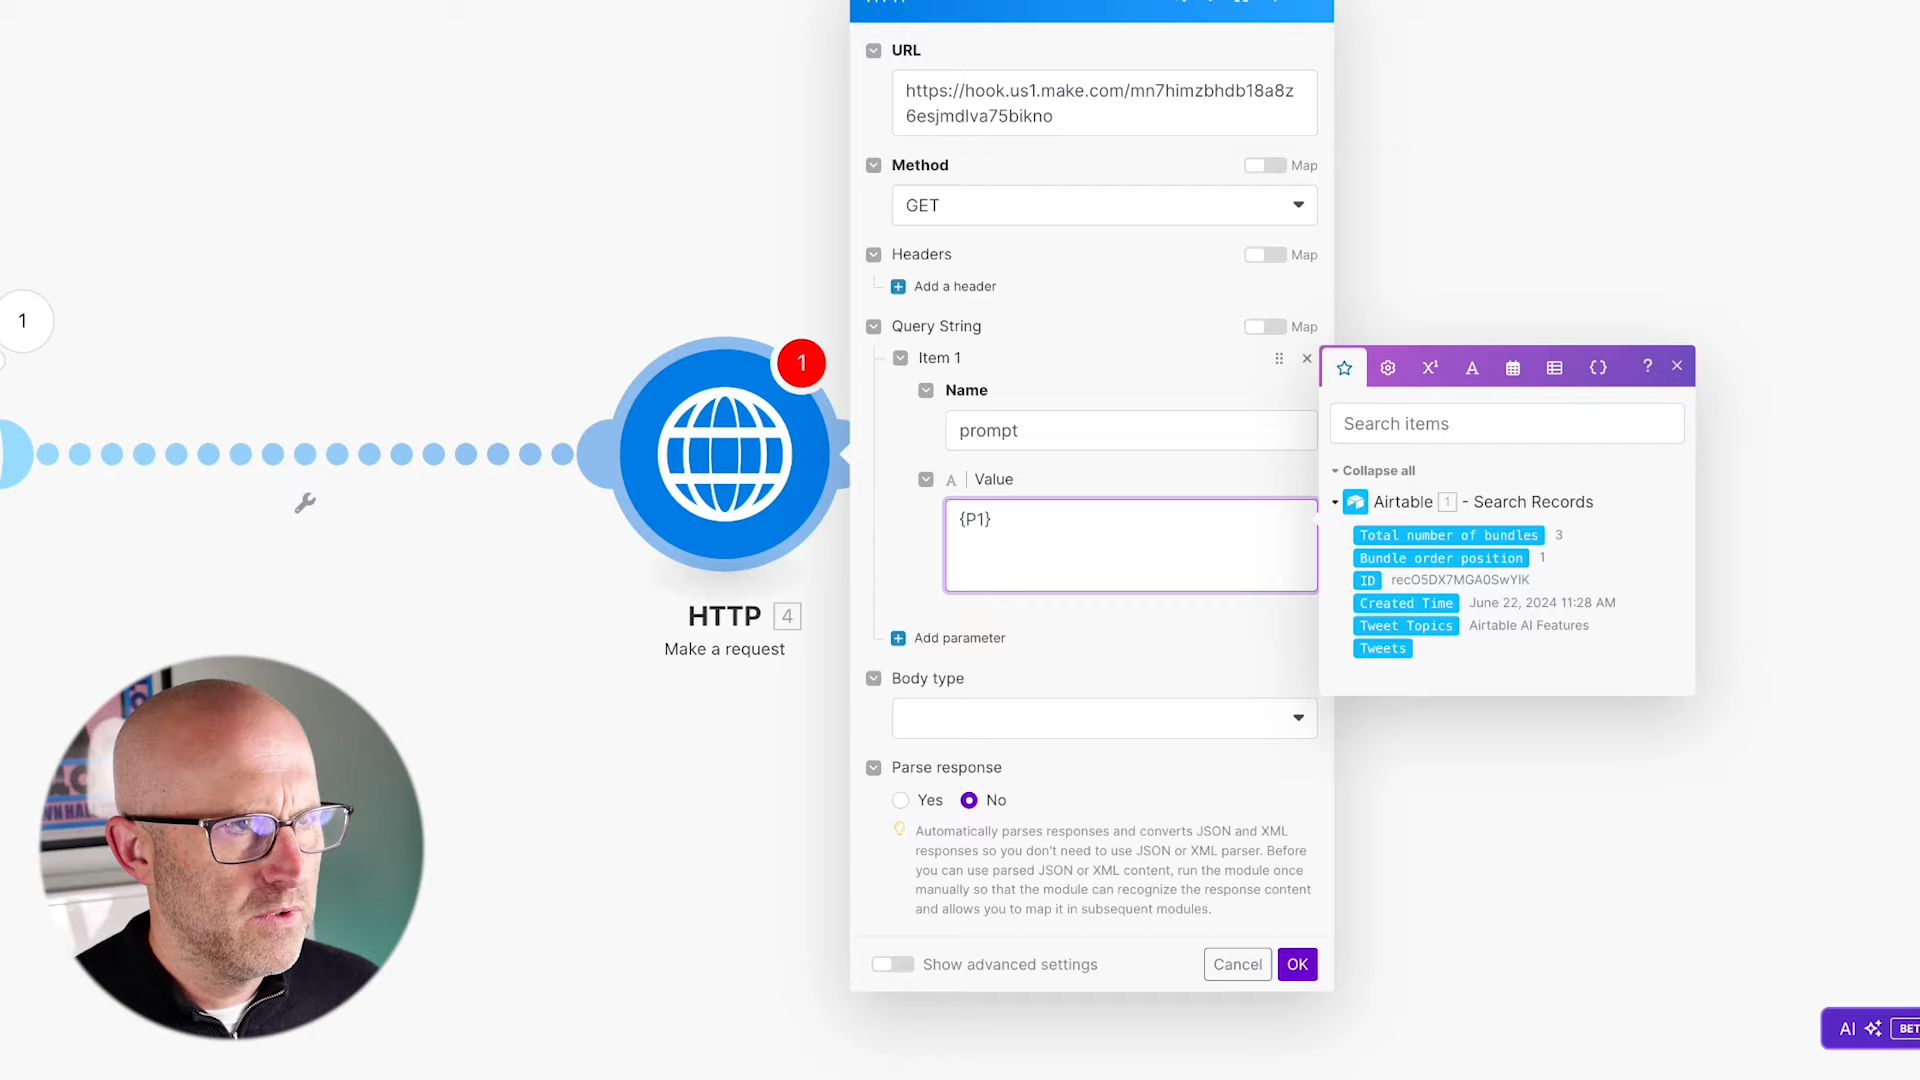 URL
https://hook.us1.make.com/mn7himzbhdb18a8z
6esjmdlva75bikno
Method
Map
GET
Headers
Map
Add a header
1
Query String
Map
Item 1
1
Name
prompt
Value
{P1}
HTTP 4
Make a request
Add parameter
Body type
Parse response
Yes
No
Automatically parses responses and converts JSON and XML
responses so you don't need to use JSON or XML parser. Before
you can use parsed JSON or XML content, run the module once
manually so that the module can recognize the response content
and allows you to map it in subsequent modules.
Show advanced settings
Cancel
OK
Search items
Collapse all
Airtable 1 - Search Records
Total number of bundles 3
Bundle order position 1
ID recO5DX7MGA0SwYIK
Created Time June 22, 2024 11:28 AM
Tweet Topics Airtable AI Features
Tweets
AI